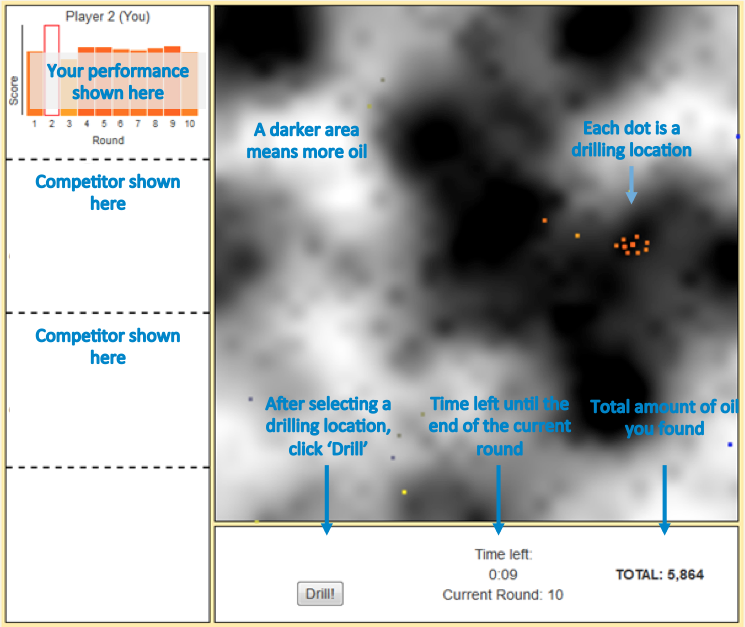 Player 2 (You)
Score
Your performance
shown here
1 2 3 4 5 6 7 8 9 10
Round
Competitor shown
here
Competitor shown
here
A darker area
means more oil
Each dot is a
drilling location
After selecting a
drilling location,
click ‘Drill’
Time left until the
end of the current
round
Total amount of oil
you found
Drill!
Time left:
0:09
Current Round: 10
TOTAL: 5,864